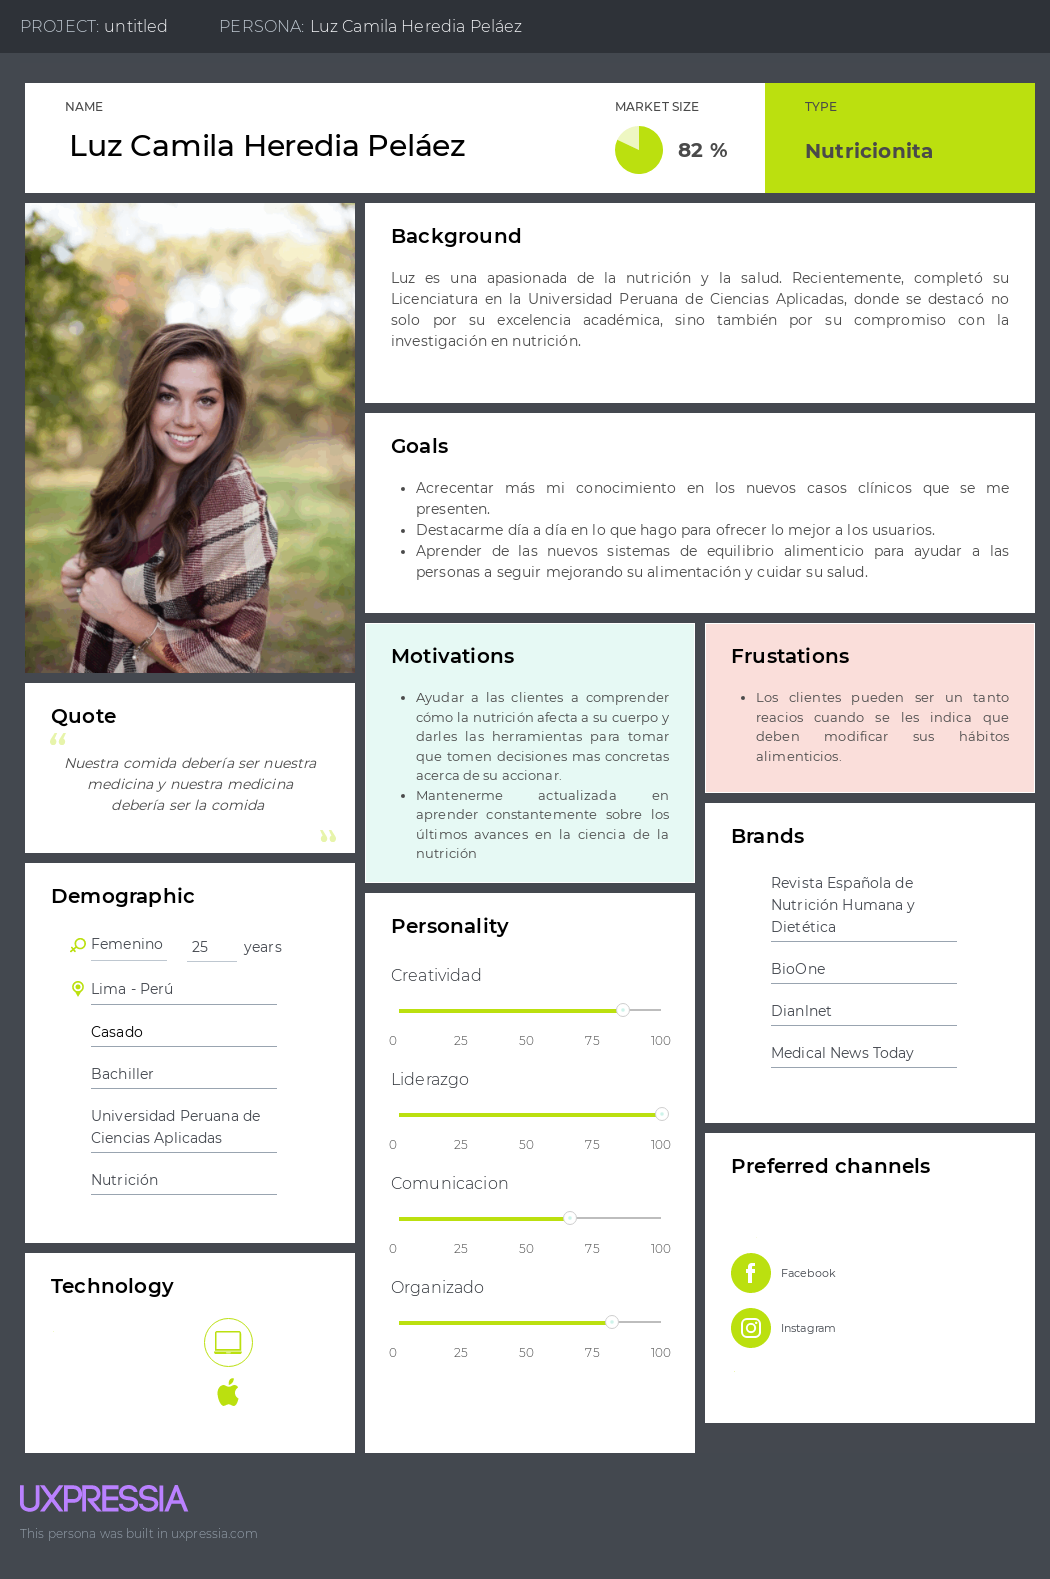 PROJECT: untitled
PERSONA: Luz Camila Heredia Peláez
NAME
Luz Camila Heredia Peláez
MARKET SIZE
82 %
TYPE
Nutricionita
Background
Luz es una apasionada de la nutrición y la salud. Recientemente, completó su
Licenciatura en la Universidad Peruana de Ciencias Aplicadas, donde se destacó no
solo por su excelencia académica, sino también por su compromiso con la
investigación en nutrición.
Goals
• Acrecentar más mi conocimiento en los nuevos casos clínicos que se me
presenten.
• Destacarme día a día en lo que hago para ofrecer lo mejor a los usuarios.
• Aprender de las nuevos sistemas de equilibrio alimenticio para ayudar a las
personas a seguir mejorando su alimentación y cuidar su salud.
Quote
“
Nuestra comida debería ser nuestra
medicina y nuestra medicina
debería ser la comida
”
Demographic
Femenino 25 years
Lima - Perú
Casado
Bachiller
Universidad Peruana de
Ciencias Aplicadas
Nutrición
Technology
Motivations
• Ayudar a las clientes a comprender
cómo la nutrición afecta a su cuerpo y
darles las herramientas para tomar
que tomen decisiones mas concretas
acerca de su accionar.
• Mantenerme actualizada en
aprender constantemente sobre los
últimos avances en la ciencia de la
nutrición
Personality
Creatividad
0 25 50 75 100
Liderazgo
0 25 50 75 100
Comunicacion
0 25 50 75 100
Organizado
0 25 50 75 100
Frustations
• Los clientes pueden ser un tanto
reacios cuando se les indica que
deben modificar sus hábitos
alimenticios.
Brands
Revista Española de
Nutrición Humana y
Dietética
BioOne
Dianlnet
Medical News Today
Preferred channels
Facebook
Instagram
UXPRESSIA
This persona was built in uxpressia.com